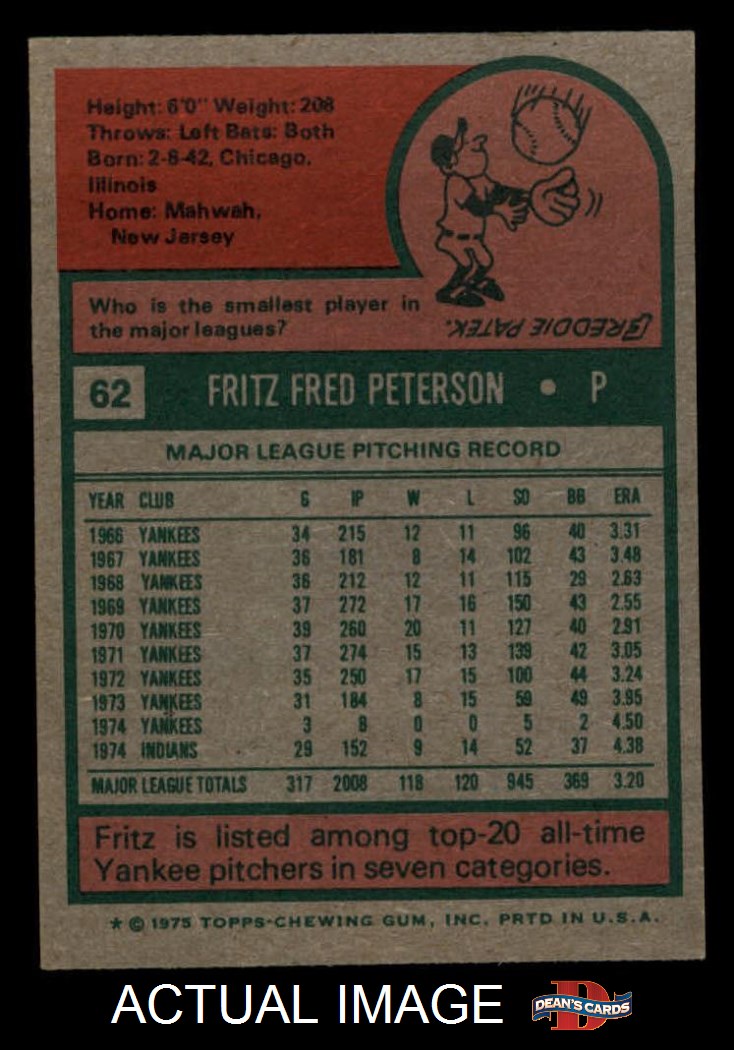 Height: 6'0" Weight: 208
Throws: Left Bats: Both
Born: 2-8-42, Chicago,
Illinois
Home: Mahwah,
New Jersey
Who is the smallest player in
the major leagues?
FREDDIE PATEK.
62 FRITZ FRED PETERSON • P
MAJOR LEAGUE PITCHING RECORD
YEAR CLUB G IP W L SO BB ERA
1966 YANKEES 34 215 12 11 96 40 3.31
1967 YANKEES 36 181 8 14 102 43 3.48
1968 YANKEES 36 212 12 11 115 29 2.63
1969 YANKEES 37 272 17 16 150 43 2.55
1970 YANKEES 39 260 20 11 127 40 2.91
1971 YANKEES 37 274 15 13 139 42 3.05
1972 YANKEES 35 250 17 15 100 44 3.24
1973 YANKEES 31 184 8 15 59 49 3.95
1974 YANKEES 3 8 0 0 5 2 4.50
1974 INDIANS 29 152 9 14 52 37 4.38
MAJOR LEAGUE TOTALS 317 2008 118 120 945 369 3.20
Fritz is listed among top-20 all-time
Yankee pitchers in seven categories.
* © 1975 TOPPS-CHEWING GUM, INC. PRTD IN U.S.A.
ACTUAL IMAGE
D
DEAN'S CARDS